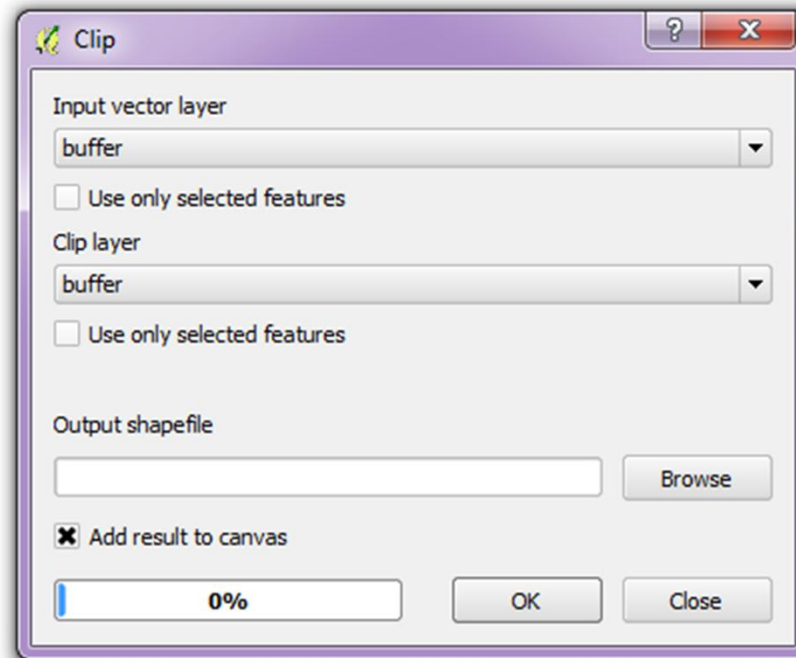 Clip
?
Input vector layer
buffer
Use only selected features
Clip layer
buffer
Use only selected features
Output shapefile
Browse
Add result to canvas
0%
OK
Close